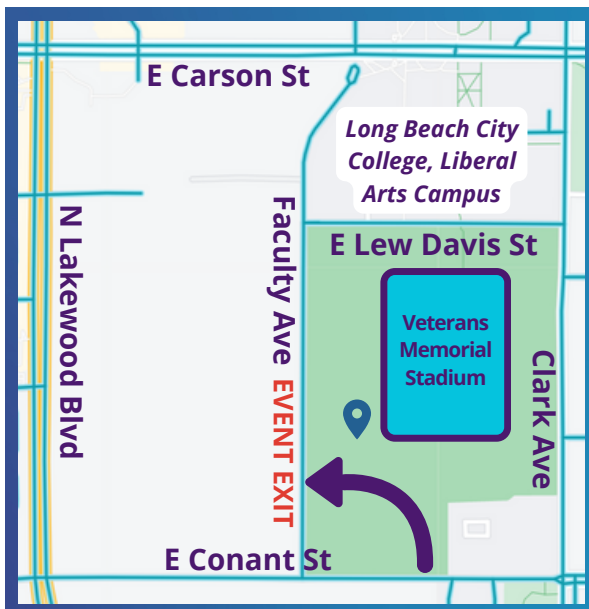 E Carson St
Long Beach City
College, Liberal
Arts Campus
N Lakewood Blvd
Faculty Ave
EVENT EXIT
E Lew Davis St
Veterans
Memorial
Stadium
Clark Ave
E Conant St